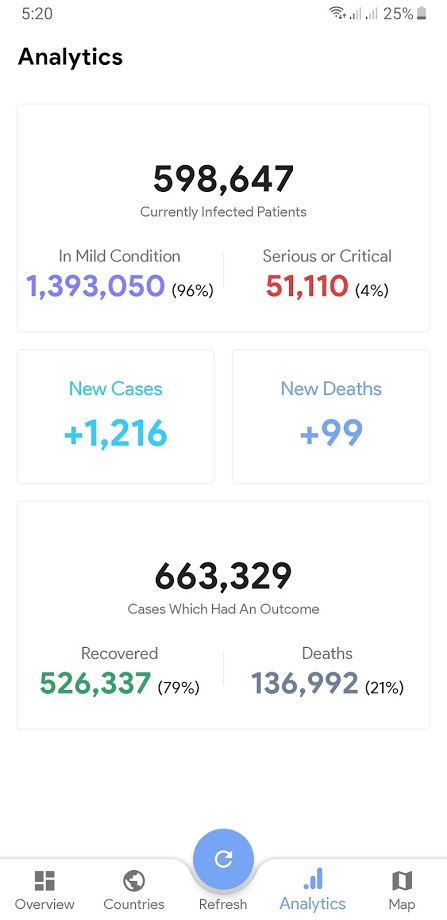 5:20 25%
Analytics
598,647
Currently Infected Patients
In Mild Condition Serious or Critical
1,393,050 (96%) 51,110 (4%)
New Cases New Deaths
+1,216 +99
663,329
Cases Which Had An Outcome
Recovered Deaths
526,337 (79%) 136,992 (21%)
Overview Countries Refresh Analytics Map